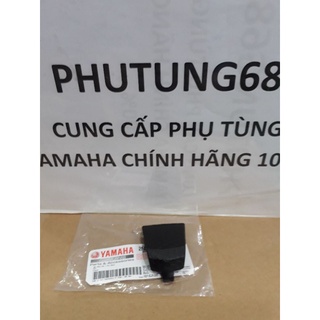 PHUTUNG68
CUNG CẤP PHỤ TÙNG
AMAHA CHÍNH HÃNG 10
YAMAHA